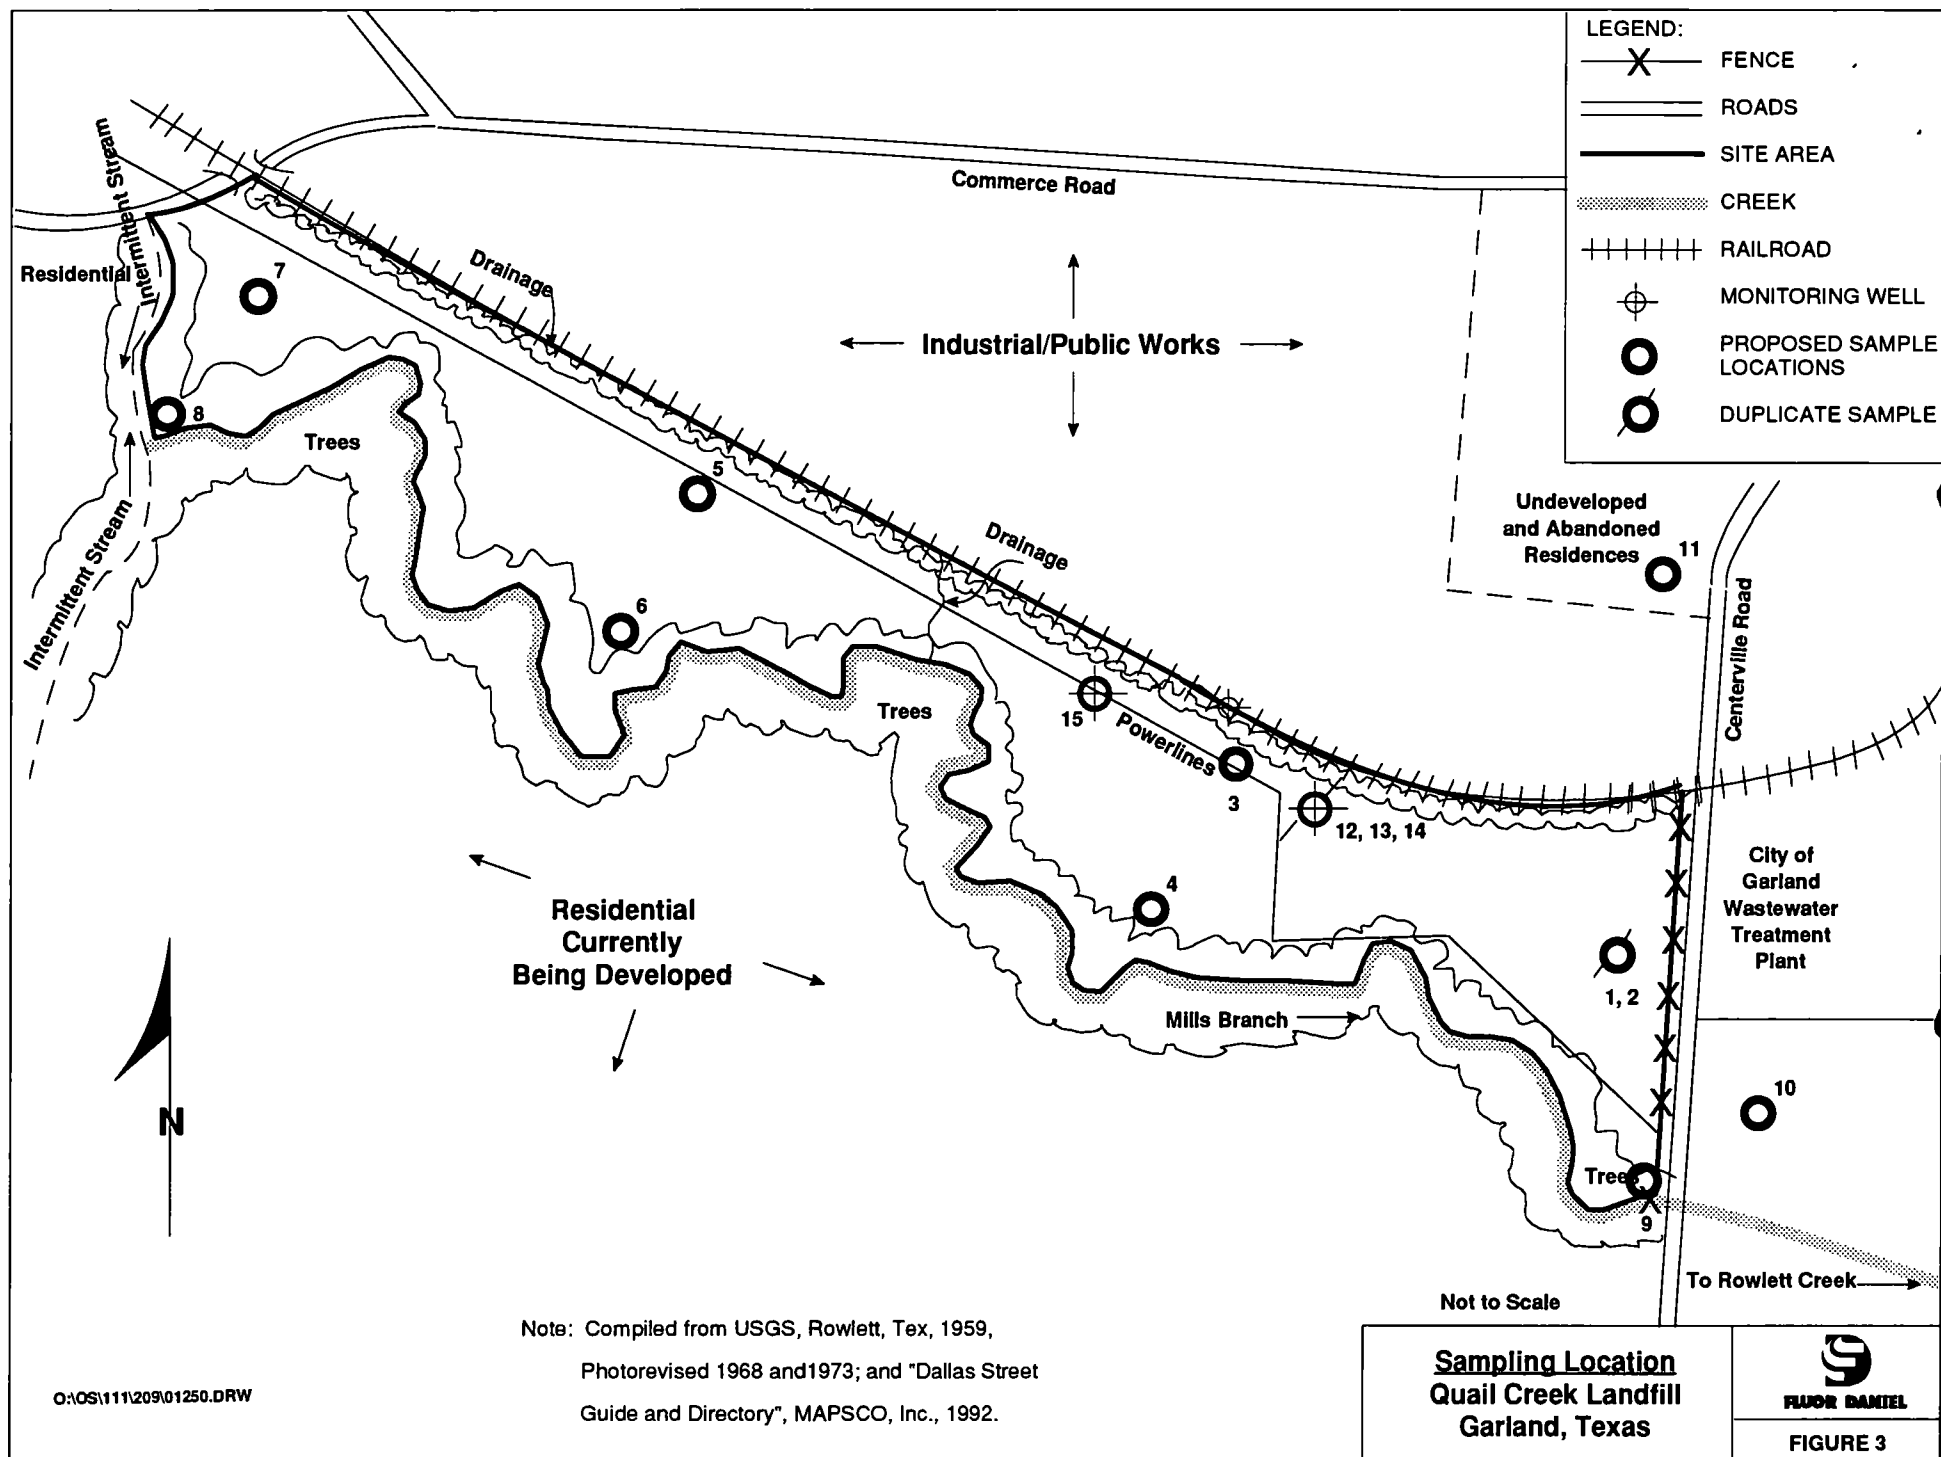 LEGEND:
FENCE
ROADS
SITE AREA
CREEK
RAILROAD
MONITORING WELL
PROPOSED SAMPLE
LOCATIONS
DUPLICATE SAMPLE
Intermittent Stream
Commerce Road
Residential
7
Drainage
Industrial/Public Works
8
Trees
5
Undeveloped
and Abandoned
Residences
11
Intermittent Stream
Drainage
6
Centerville Road
15
Trees
Powerlines
3
12, 13, 14
City of
Garland
Wastewater
Treatment
Plant
4
Residential
Currently
Being Developed
1, 2
Mills Branch
10
N
Trees
9
To Rowlett Creek
Not to Scale
Note: Compiled from USGS, Rowlett, Tex, 1959,
Photorevised 1968 and1973; and "Dallas Street
Guide and Directory", MAPSCO, Inc., 1992.
O:\OS\111\209\01250.DRW
Sampling Location
Quail Creek Landfill
Garland, Texas
FLUOR DANIEL
FIGURE 3